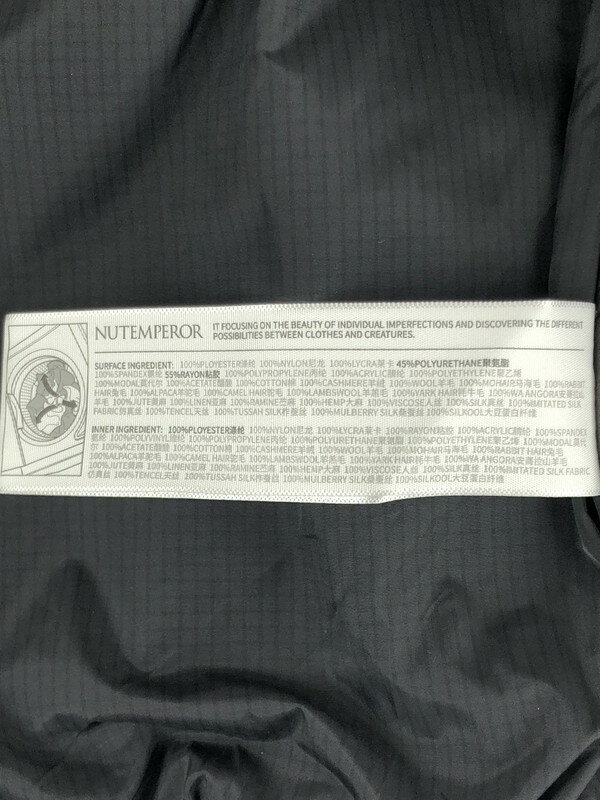 NUTEMPEROR
IT FOCUSING ON THE BEAUTY OF INDIVIDUAL IMPERFECTIONS AND DISCOVERING THE DIFFERENT
POSSIBILITIES BETWEEN CLOTHES AND CREATURES.
SURFACE INGREDIENT: 100%PLOYESTER涤纶 100%NYLON尼龙 100%LYCRA莱卡 45%POLYURETHANE聚氨酯
100%SPANDEX氨纶 55%RAYON粘胶 100%POLYPROPYLENE丙纶 100%ACRYLIC腈纶 100%POLYETHYLENE聚乙烯
100%MODAL莫代尔 100%ACETATE醋酸 100%COTTON棉 100%CASHMERE羊绒 100%WOOL羊毛 100%MOHAIR马海毛 100%RABBIT
HAIR兔毛 100%ALPACA羊驼毛 100%CAMEL HAIR驼毛 100%LAMBSWOOL羊羔毛 100%YARK HAIR牦牛毛 100%WA ANGORA安哥拉山
羊毛 100%JUTE黄麻 100%LINEN亚麻 100%RAMINE苎麻 100%HEMP大麻 100%VISCOSE人丝 100%SILK真丝 100%IMITATED SILK
FABRIC仿真丝 100%TENCEL天丝 100%TUSSAH SILK柞蚕丝 100%MULBERRY SILK桑蚕丝 100%SILKOOL大豆蛋白纤维
INNER INGREDIENT: 100%PLOYESTER涤纶 100%NYLON尼龙 100%LYCRA莱卡 100%RAYON粘胶 100%ACRYLIC腈纶 100%SPANDEX
氨纶 100%POLYVINYL维纶 100%POLYPROPYLENE丙纶 100%POLYURETHANE聚氨酯 100%POLYETHYLENE聚乙烯 100%MODAL莫代
尔 100%ACETATE醋酸 100%COTTON棉 100%CASHMERE羊绒 100%WOOL羊毛 100%MOHAIR马海毛 100%RABBIT HAIR兔毛
100%ALPACA羊驼毛 100%CAMEL HAIR驼毛 100%LAMBSWOOL羊羔毛 100%YARK HAIR牦牛毛 100%WA ANGORA安哥拉山羊毛
100%JUTE黄麻 100%LINEN亚麻 100%RAMINE苎麻 100%HEMP大麻 100%VISCOSE人丝 100%SILK真丝 100%IMITATED SILK FABRIC
仿真丝 100%TENCEL天丝 100%TUSSAH SILK柞蚕丝 100%MULBERRY SILK桑蚕丝 100%SILKOOL大豆蛋白纤维